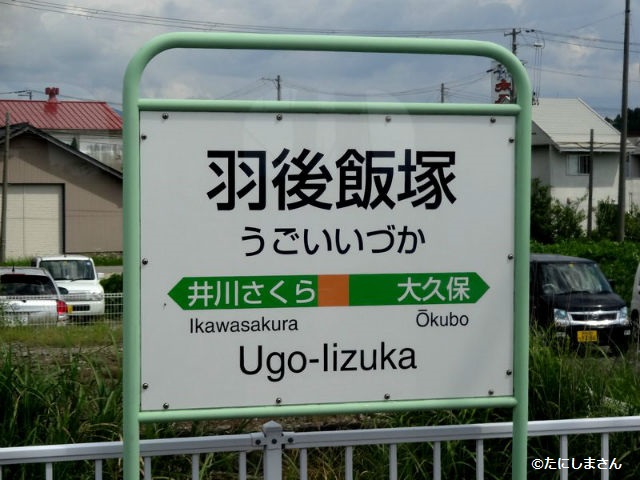 羽後飯塚
うごいいづか
井川さくら 大久保
Ikawasakura Ōkubo
Ugo-Iizuka
©たにしまさん